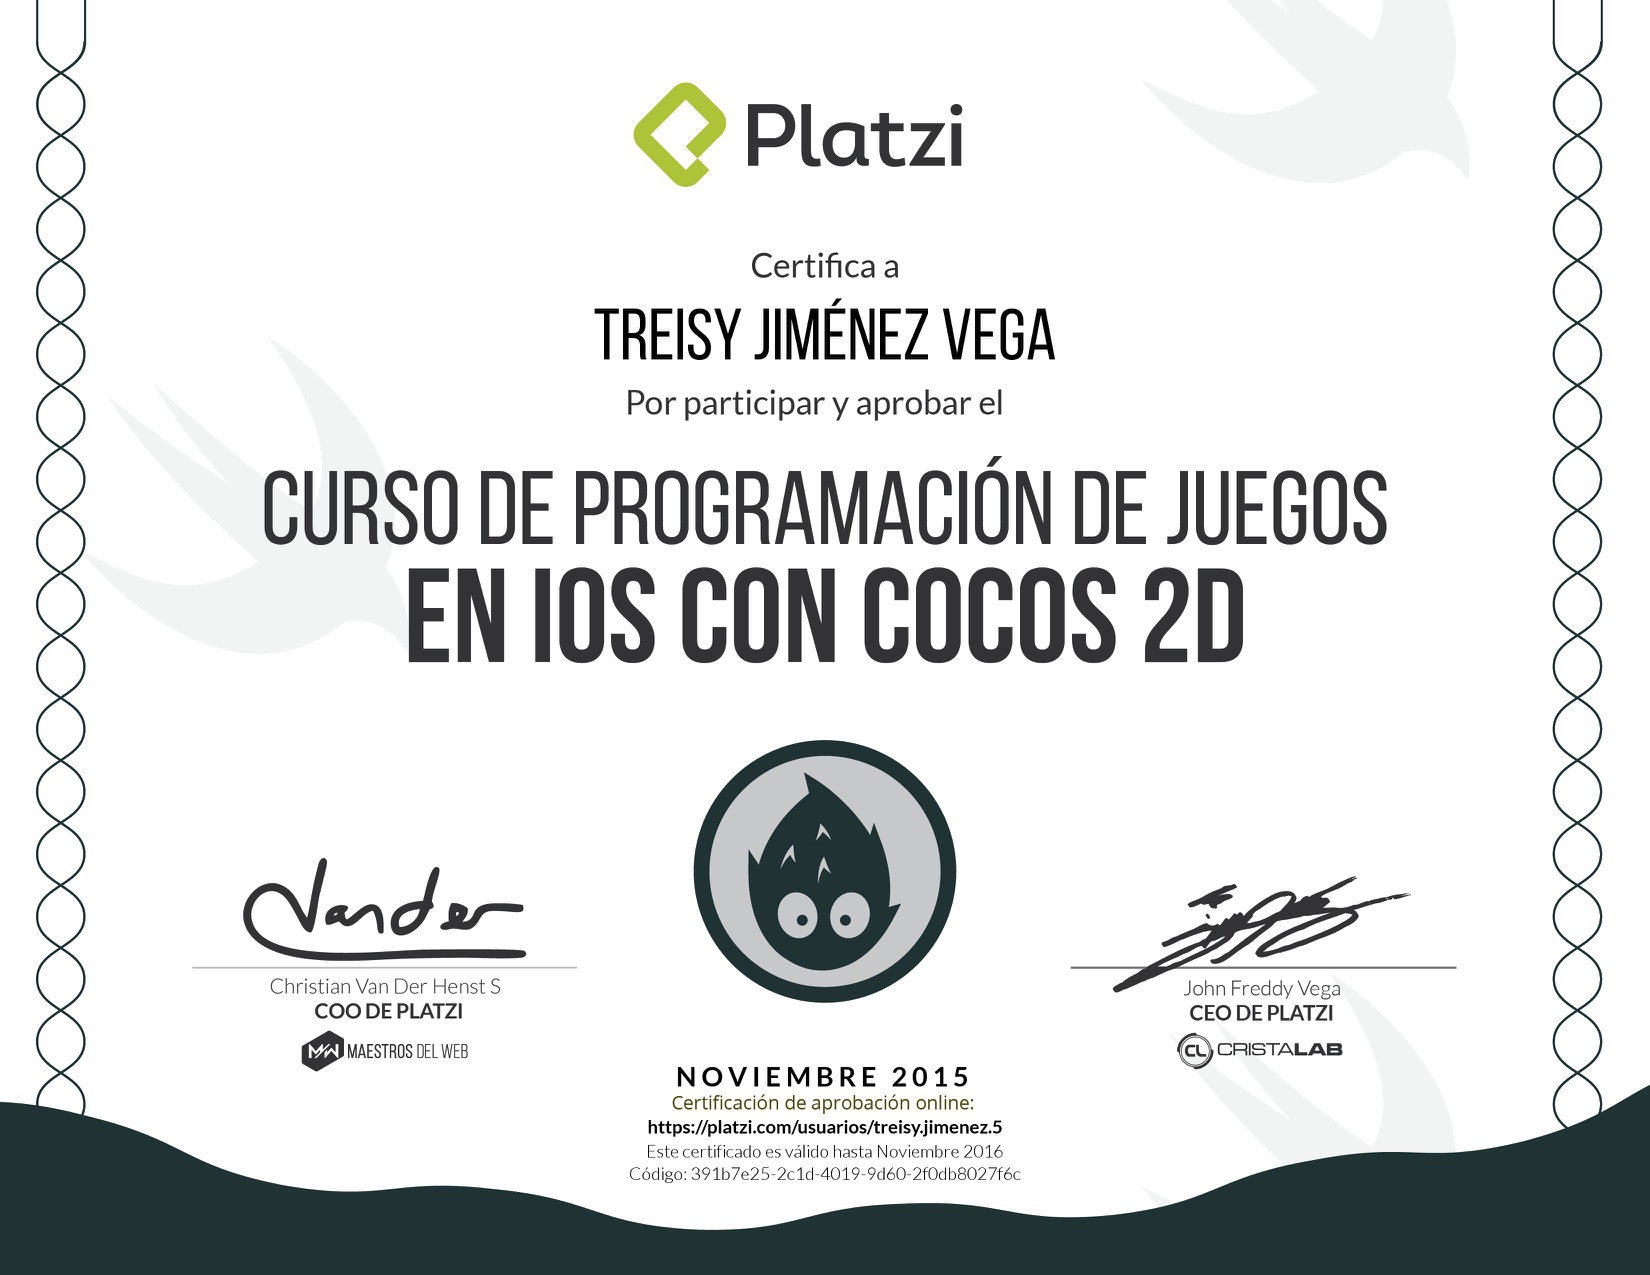 Platzi
Certifica a
TREISY JIMÉNEZ VEGA
Por participar y aprobar el
CURSO DE PROGRAMACIÓN DE JUEGOS
EN IOS CON COCOS 2D
Vander
Christian Van Der Henst S
COO DE PLATZI
MW MAESTROS DEL WEB
John Freddy Vega
CEO DE PLATZI
CL CRISTALAB
NOVIEMBRE 2015
Certificación de aprobación online:
https://platzi.com/usuarios/treisy.jimenez.5
Este certificado es válido hasta Noviembre 2016
Código: 391b7e25-2c1d-4019-9d60-2f0db8027f6c